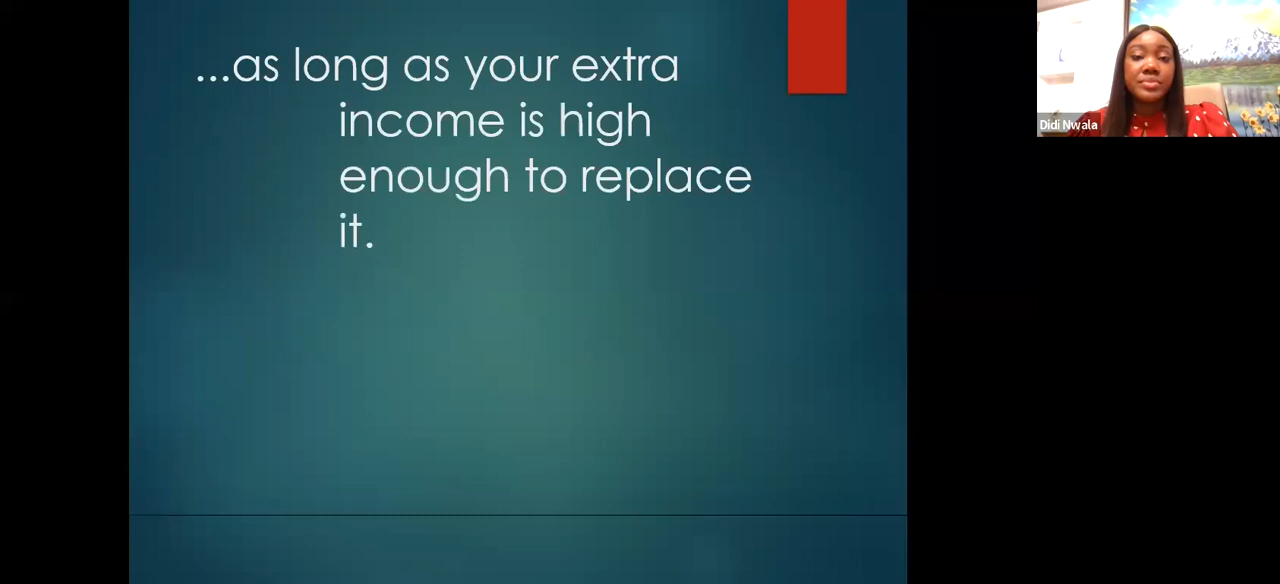 ...as long as your extra
income is high
enough to replace
it.
Didi Nwala